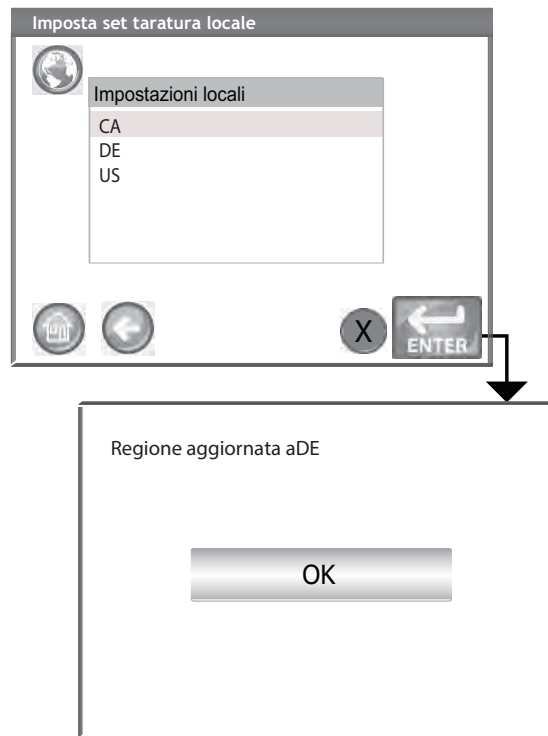 Imposta set taratura locale
Impostazioni locali
CA
DE
US
X
ENTER
Regione aggiornata aDE
OK